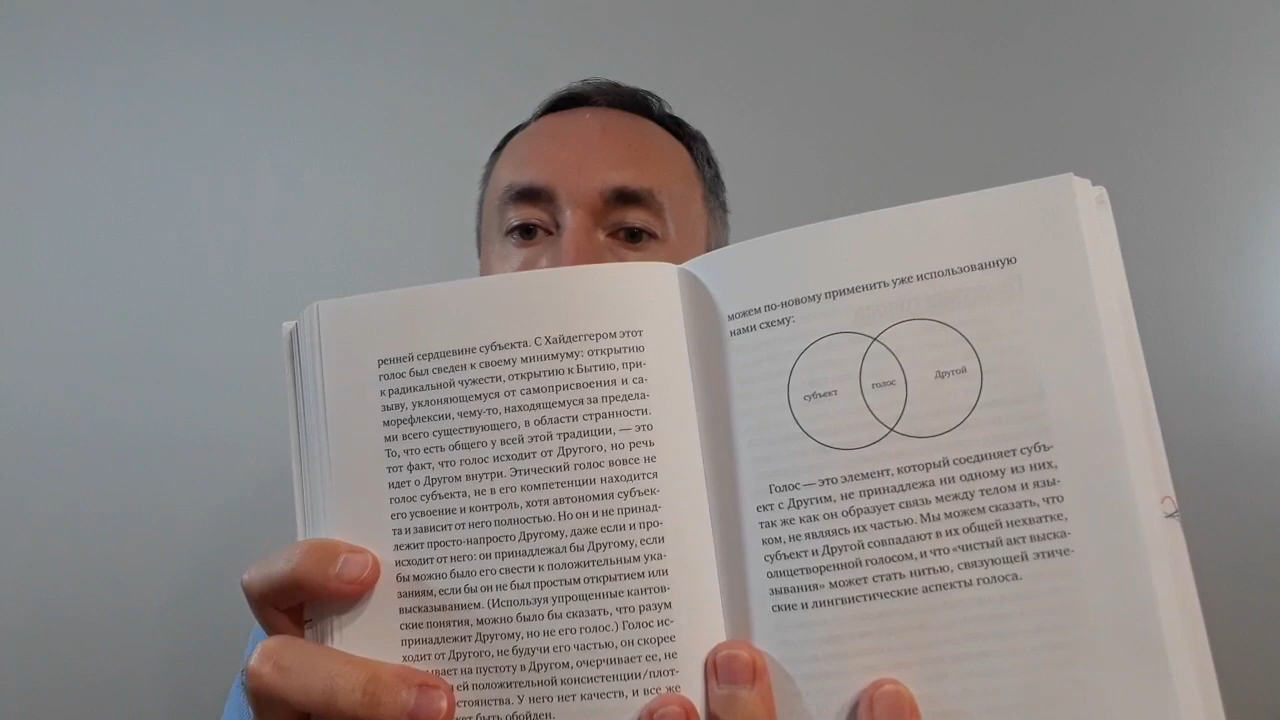 ренней сердцевине субъекта. С Хайдеггером этот
голос был сведен к своему минимуму: открытию
к радикальной чужести, открытию к Бытию, при-
зыву, уклоняющемуся от самоприсвоения и са-
морефлексии, чему-то, находящемуся за предела-
ми всего существующего, в области странности.
То, что есть общего у всей этой традиции, — это
тот факт, что голос исходит от Другого, но речь
идет о Другом внутри. Этический голос вовсе не
голос субъекта, не в его компетенции находится
его усвоение и контроль, хотя автономия субъек-
та и зависит от него полностью. Но он и не принад-
лежит просто-напросто Другому, даже если и про-
исходит от него: он принадлежал бы Другому, если
бы можно было его свести к положительным ука-
заниям, если бы он не был простым открытием или
высказыванием. (Используя упрощенные кантов-
ские понятия, можно было бы сказать, что разум
принадлежит Другому, но не его голос.) Голос ис-
ходит от Другого, не будучи его частью, он скорее
на пустоту в Другом, очерчивает ее, не
ей положительной консистенции/плот-
У него нет качеств, и все же
быть обойден.
можем по-новому применить уже использованную
нами схему:
субъект
голос
Другой
Голос — это элемент, который соединяет субъ-
ект с Другим, не принадлежа ни одному из них,
так же как он образует связь между телом и язы-
ком, не являясь их частью. Мы можем сказать, что
субъект и Другой совпадают в их общей нехватке,
олицетворенной голосом, и что «чистый акт выска-
зывания» может стать нитью, связующей этиче-
ские и лингвистические аспекты голоса.